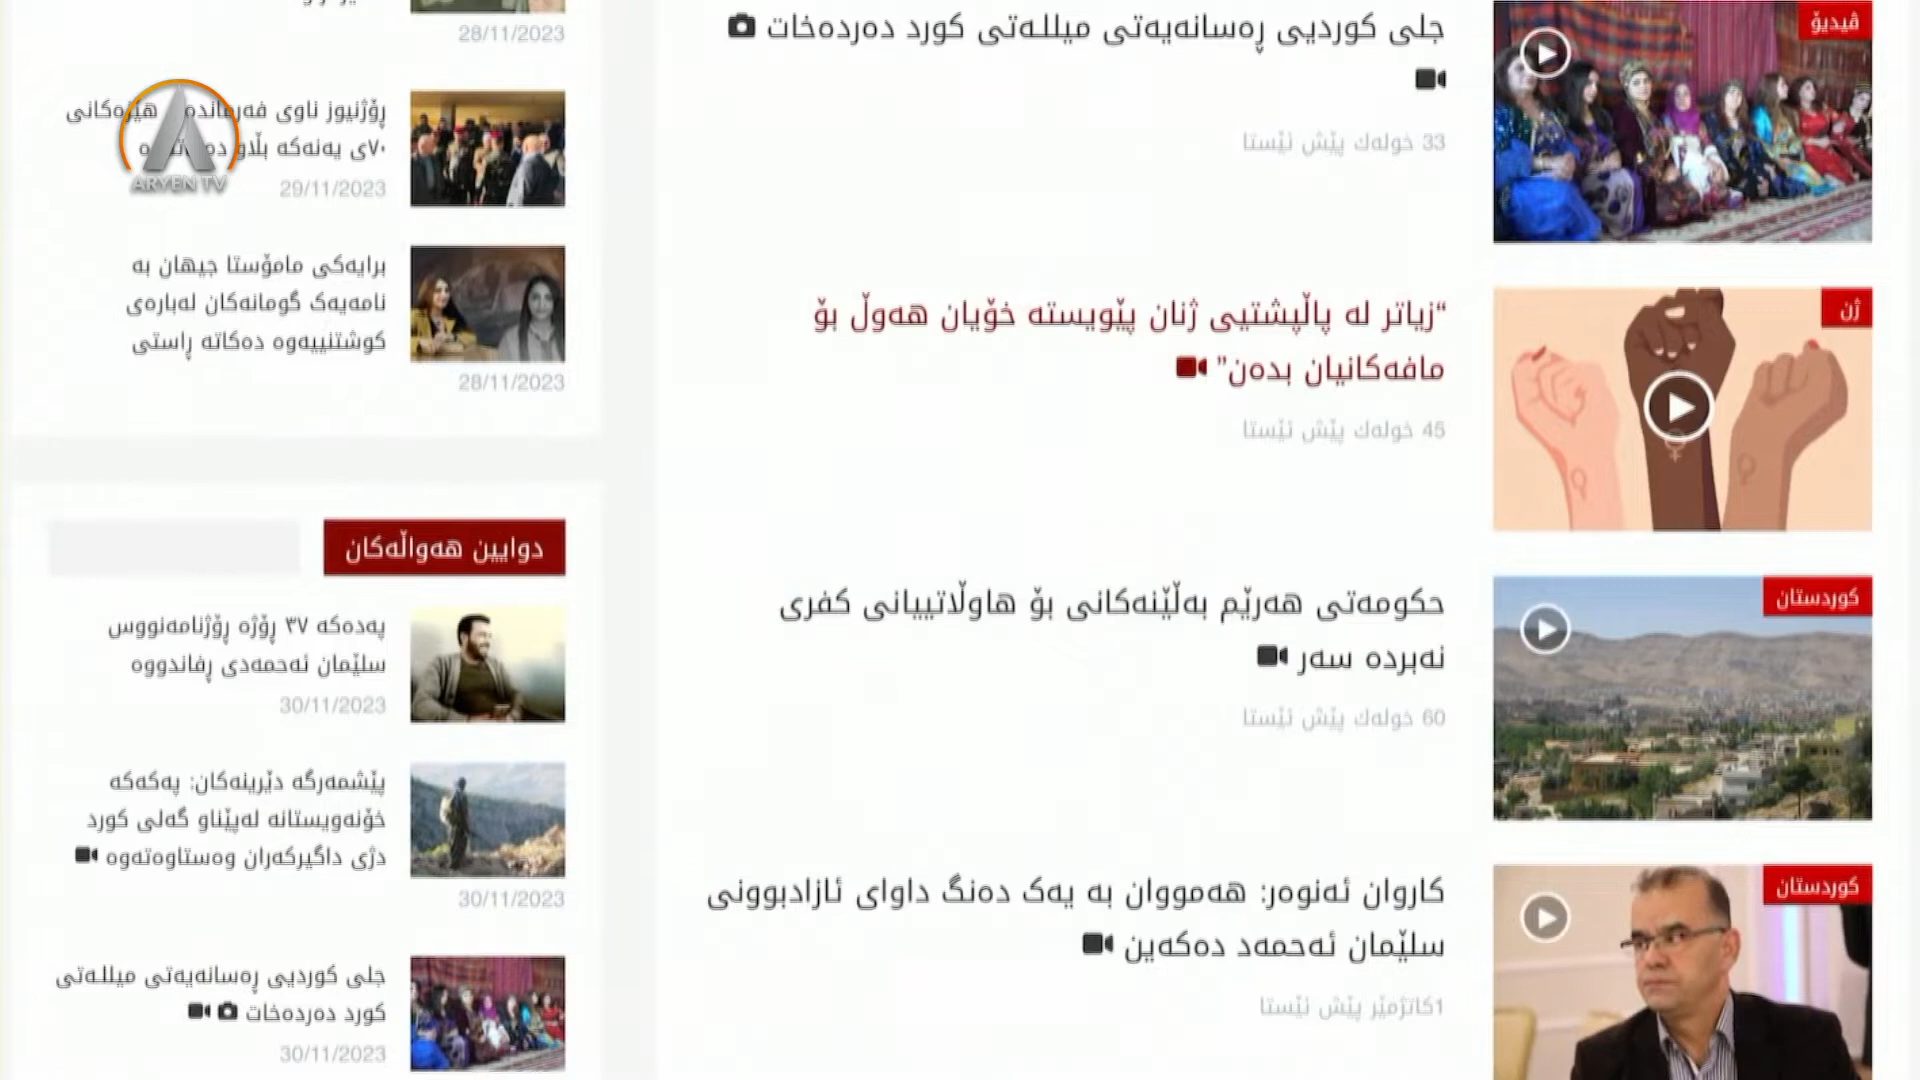 ڤیدیۆ
جلی کوردیی ڕەسانەیەتی میللەتی کورد دەردەخات
33 خولەك پێش ئێستا
ژن
“زیاتر لە پاڵپشتیی ژنان پێویستە خۆیان هەوڵ بۆ
مافەکانیان بدەن”
45 خولەك پێش ئێستا
کوردستان
حکومەتی هەرێم بەڵێنەکانی بۆ هاوڵاتییانی کفری
نەبردە سەر
60 خولەك پێش ئێستا
کوردستان
کاروان ئەنوەر: هەمووان بە یەک دەنگ داوای ئازادبوونی
سلێمان ئەحمەد دەکەین
1کاتژمێر پێش ئێستا
28/11/2023
ڕۆژنیوز ناوی هێزەکانی
٧٠ی یەنەکە بڵاو
29/11/2023
برایەکی مامۆستا جیهان بە
نامەیەک گومانەکان لەبارەی
کوشتنییەوە دەکاتە ڕاستی
28/11/2023
دوایین هەواڵەکان
پەدەکە ٣٧ ڕۆژە ڕۆژنامەنووس
سلێمان ئەحمەدی ڕفاندووە
30/11/2023
پێشمەرگە دێرینەکان: پەکەکە
خۆنەویستانە لەپێناو گەلی کورد
دژی داگیرکەران وەستاوەتەوە
30/11/2023
جلی کوردیی ڕەسانەیەتی میللەتی
کورد دەردەخات
30/11/2023
ARYEN TV